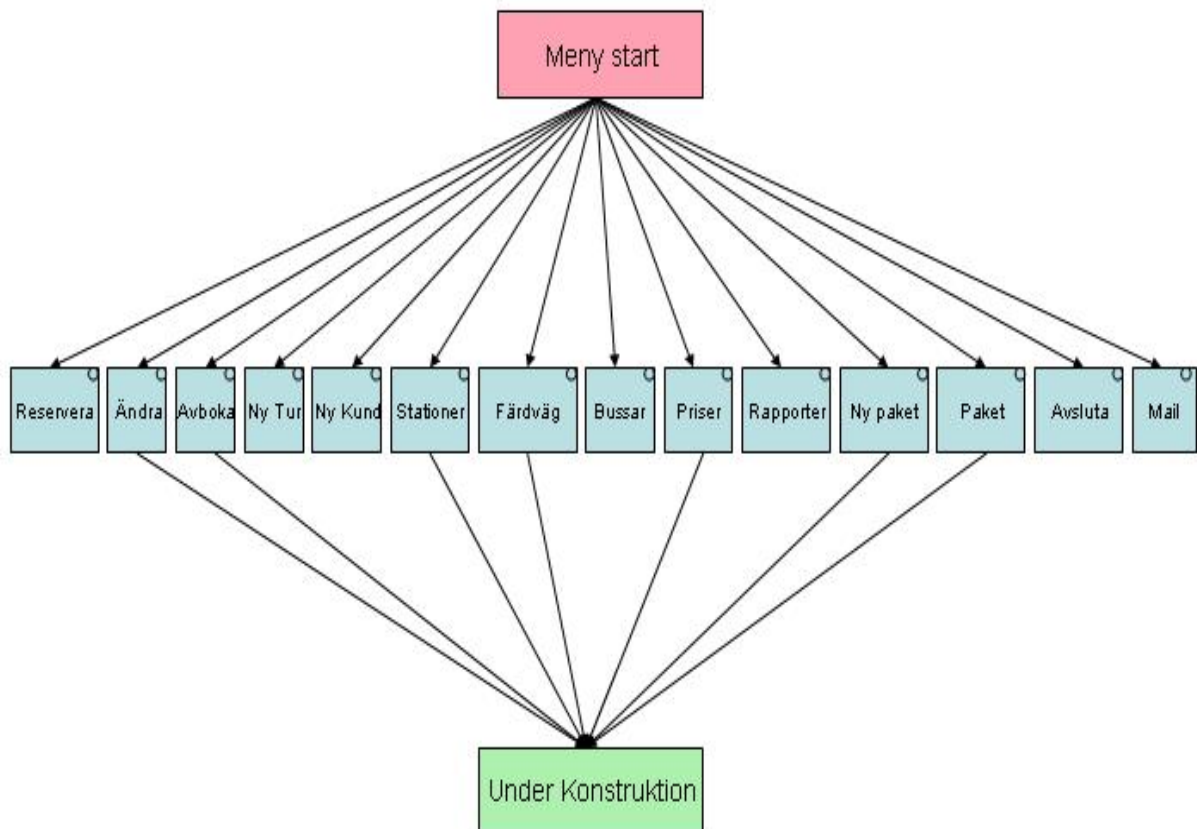 Meny start
Reservera
Ändra
Avboka
Ny Tur
Ny Kund
Stationer
Färdväg
Bussar
Priser
Rapporter
Ny paket
Paket
Avsluta
Mail
Under Konstruktion